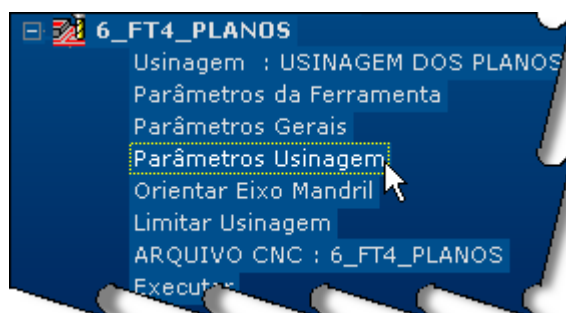 6_FT4_PLANOS
Usinagem : USINAGEM DOS PLANOS
Parâmetros da Ferramenta
Parâmetros Gerais
Parâmetros Usinagem
Orientar Eixo Mandril
Limitar Usinagem
ARQUIVO CNC : 6_FT4_PLANOS
Executar